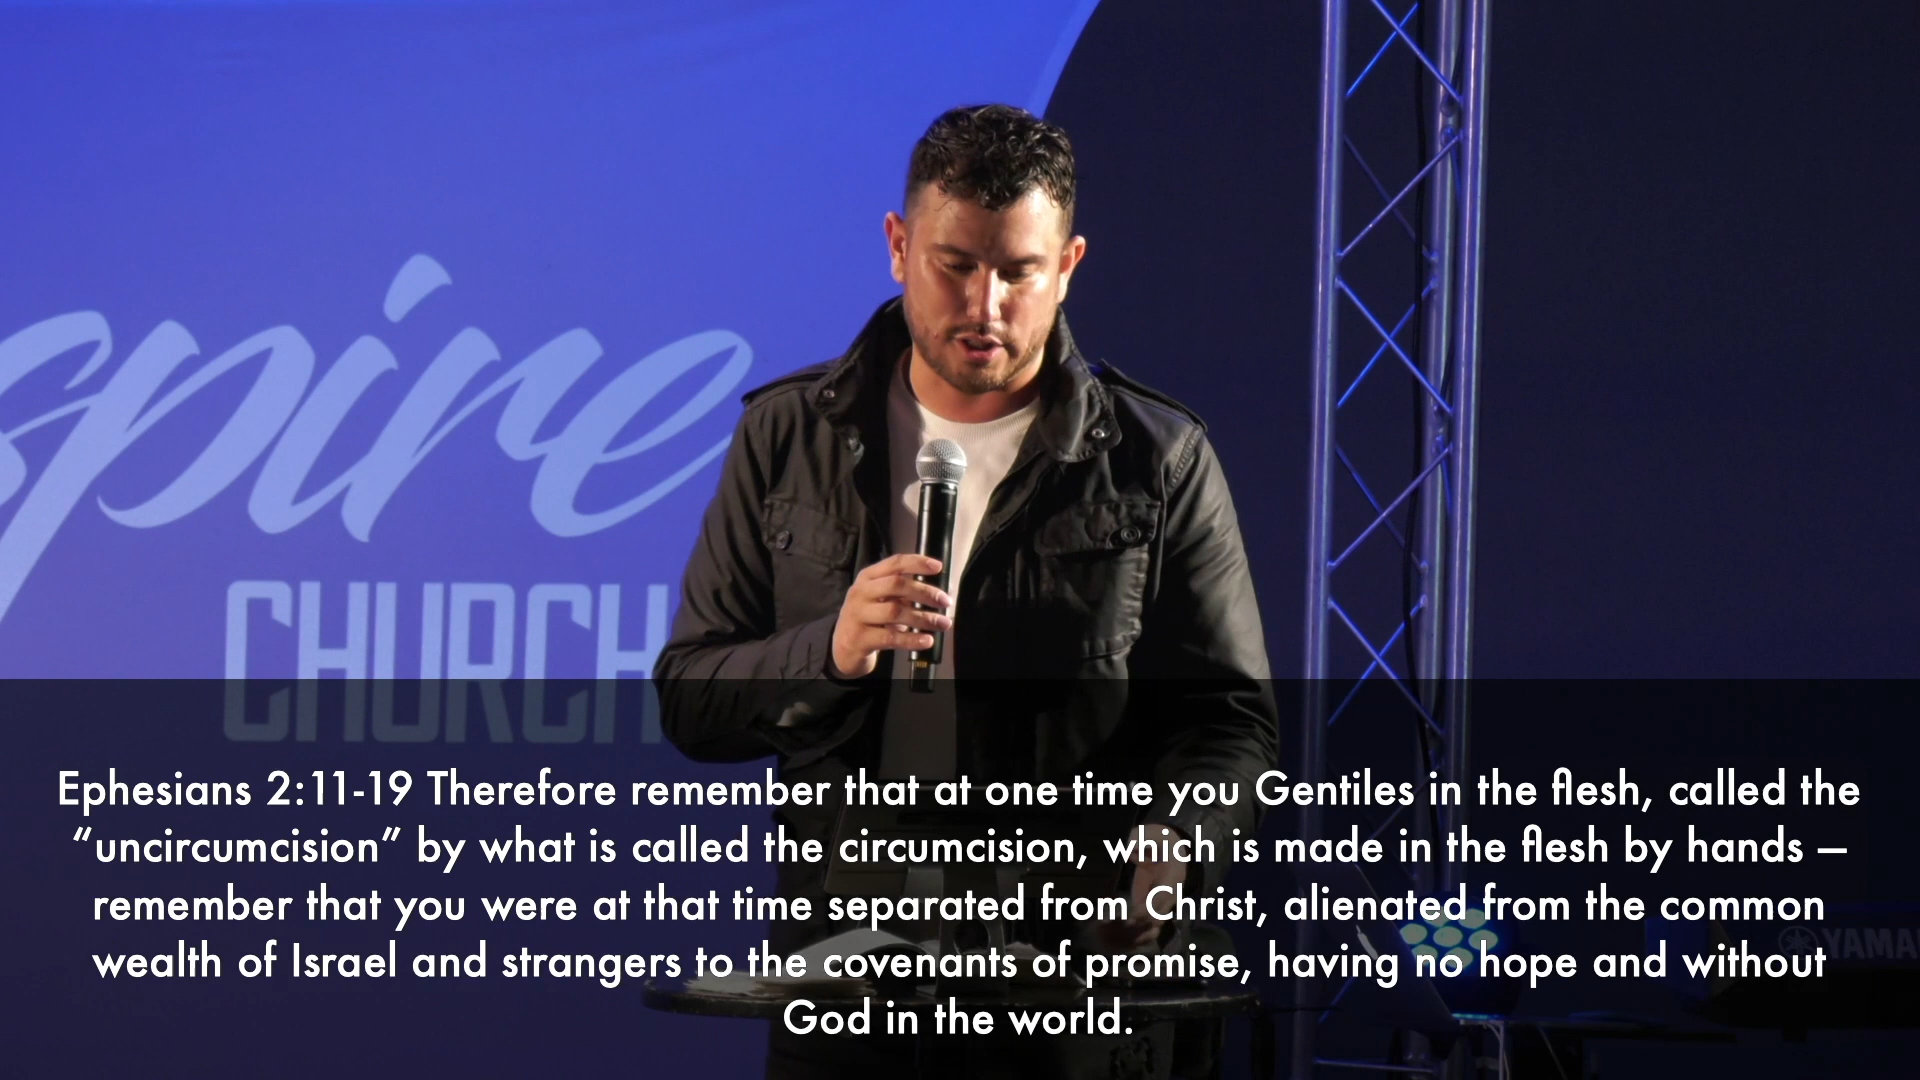 spire
CHURCH
Ephesians 2:11-19 Therefore remember that at one time you Gentiles in the flesh, called the
“uncircumcision” by what is called the circumcision, which is made in the flesh by hands —
remember that you were at that time separated from Christ, alienated from the common
wealth of Israel and strangers to the covenants of promise, having no hope and without
God in the world.